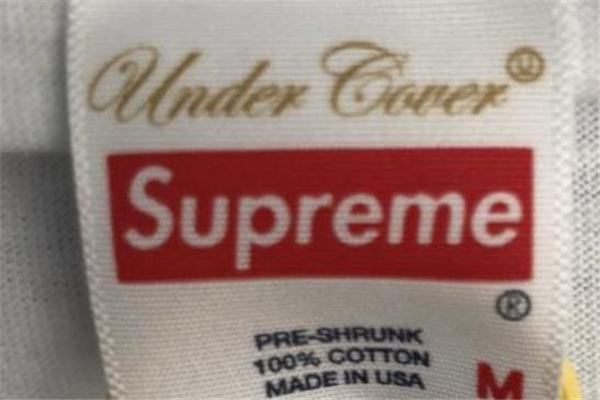 Under Cover Ⓤ
Supreme
®
PRE-SHRUNK
100% COTTON
MADE IN USA
M